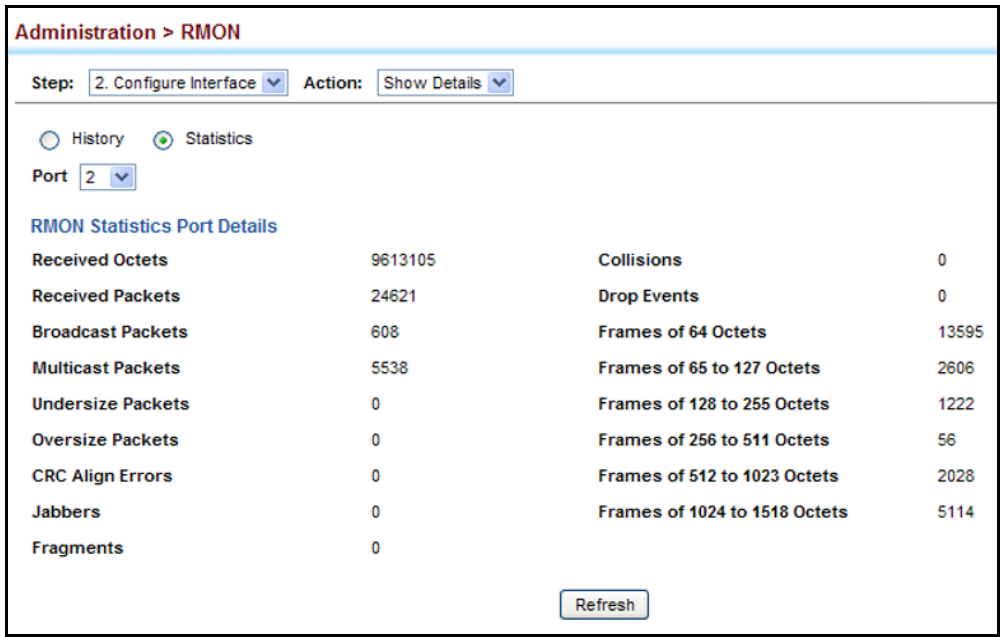 Administration > RMON
Step: 2. Configure Interface Action: Show Details
History Statistics
Port 2
RMON Statistics Port Details
Received Octets 9613105 Collisions 0
Received Packets 24621 Drop Events 0
Broadcast Packets 608 Frames of 64 Octets 13595
Multicast Packets 5538 Frames of 65 to 127 Octets 2606
Undersize Packets 0 Frames of 128 to 255 Octets 1222
Oversize Packets 0 Frames of 256 to 511 Octets 56
CRC Align Errors 0 Frames of 512 to 1023 Octets 2028
Jabbers 0 Frames of 1024 to 1518 Octets 5114
Fragments 0
Refresh